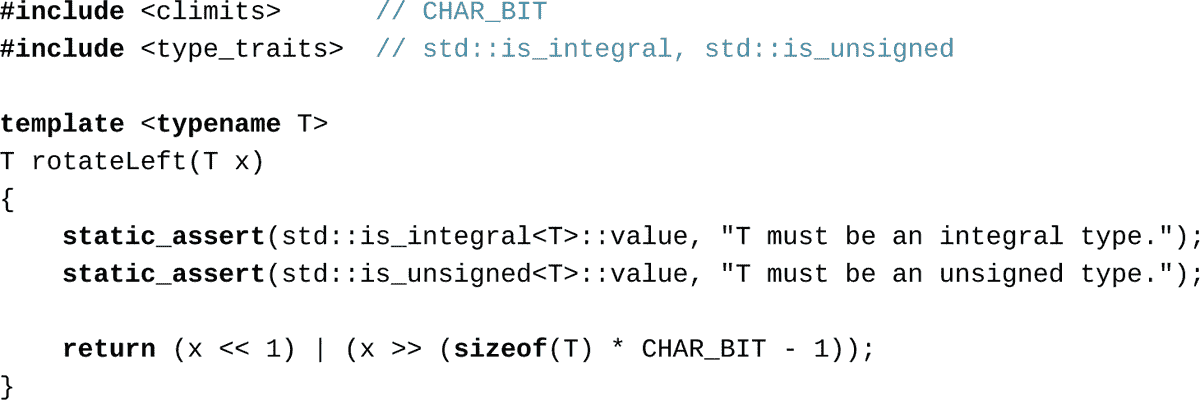 #include <climits>      // CHAR_BIT
#include <type_traits>  // std::is_integral, std::is_unsigned

template <typename T>
T rotateLeft(T x)
{
    static_assert(std::is_integral<T>::value, "T must be an integral type.");
    static_assert(std::is_unsigned<T>::value, "T must be an unsigned type.");

    return (x << 1) | (x >> (sizeof(T) * CHAR_BIT - 1));
}